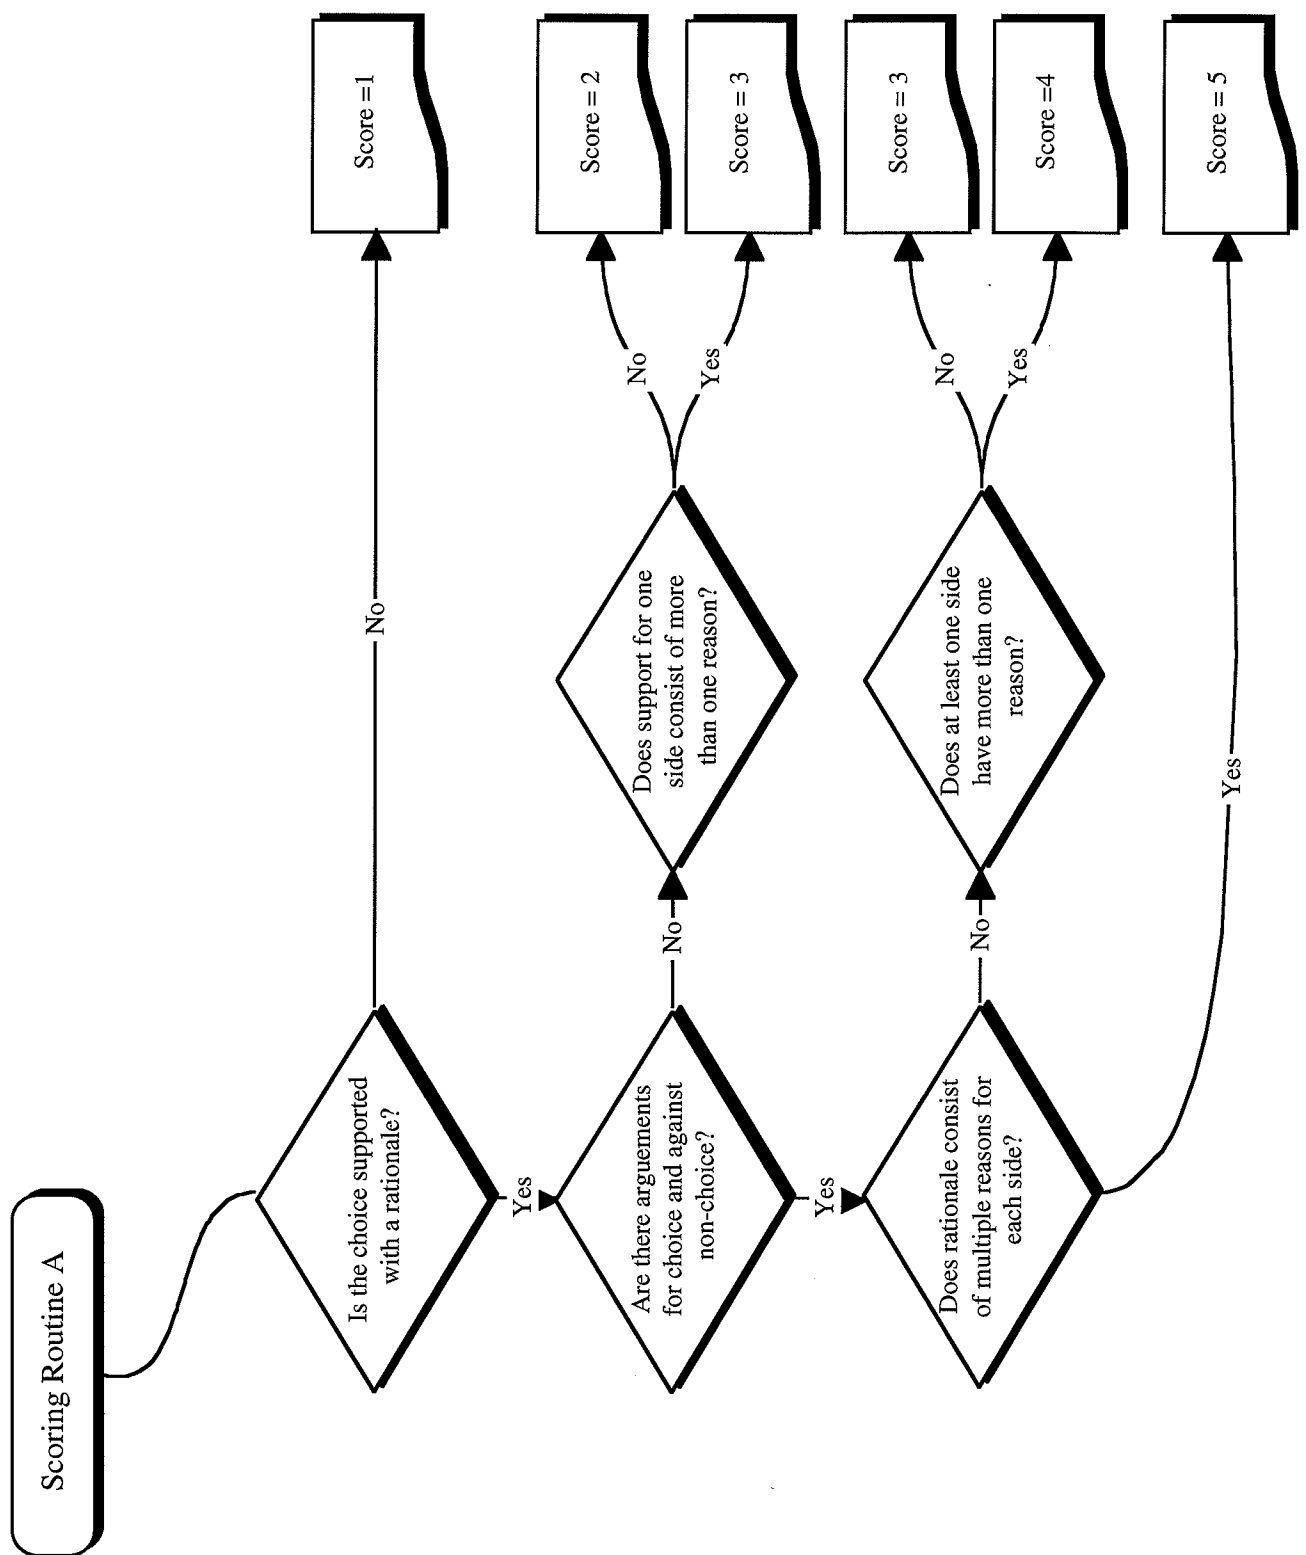 Scoring Routine A
Is the choice supported
with a rationale?
No
Score =1
Yes
Are there arguements
for choice and against
non-choice?
No
Does support for one
side consist of more
than one reason?
No
Score = 2
Yes
Score = 3
Yes
Does rationale consist
of multiple reasons for
each side?
No
Does at least one side
have more than one
reason?
No
Score = 3
Yes
Score =4
Yes
Score = 5